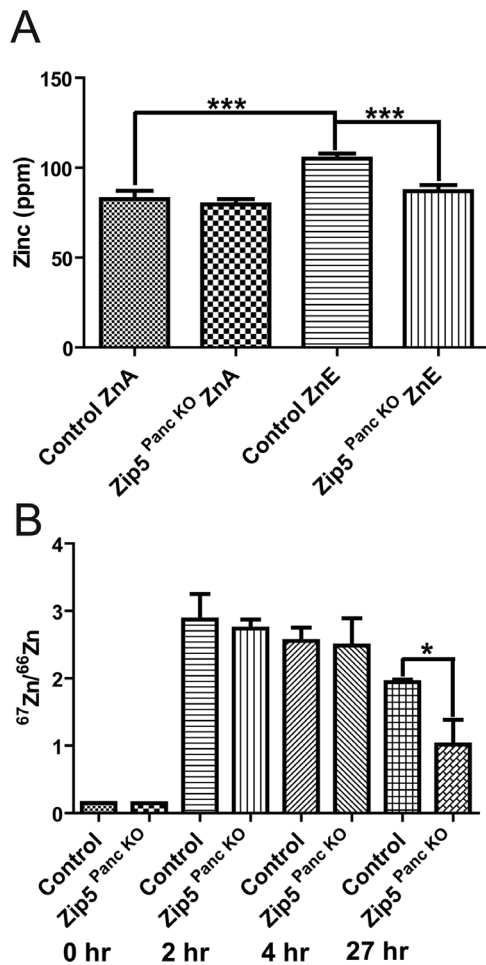 A
Zinc (ppm)
150
100
50
0
***
***
Control ZnA
Zip5 Panc KO ZnA
Control ZnE
Zip5 Panc KO ZnE
B
67Zn/66Zn
4
3
2
1
0
*
Control
Zip5 Panc KO
Control
Zip5 Panc KO
Control
Zip5 Panc KO
Control
Zip5 Panc KO
0 hr 2 hr 4 hr 27 hr